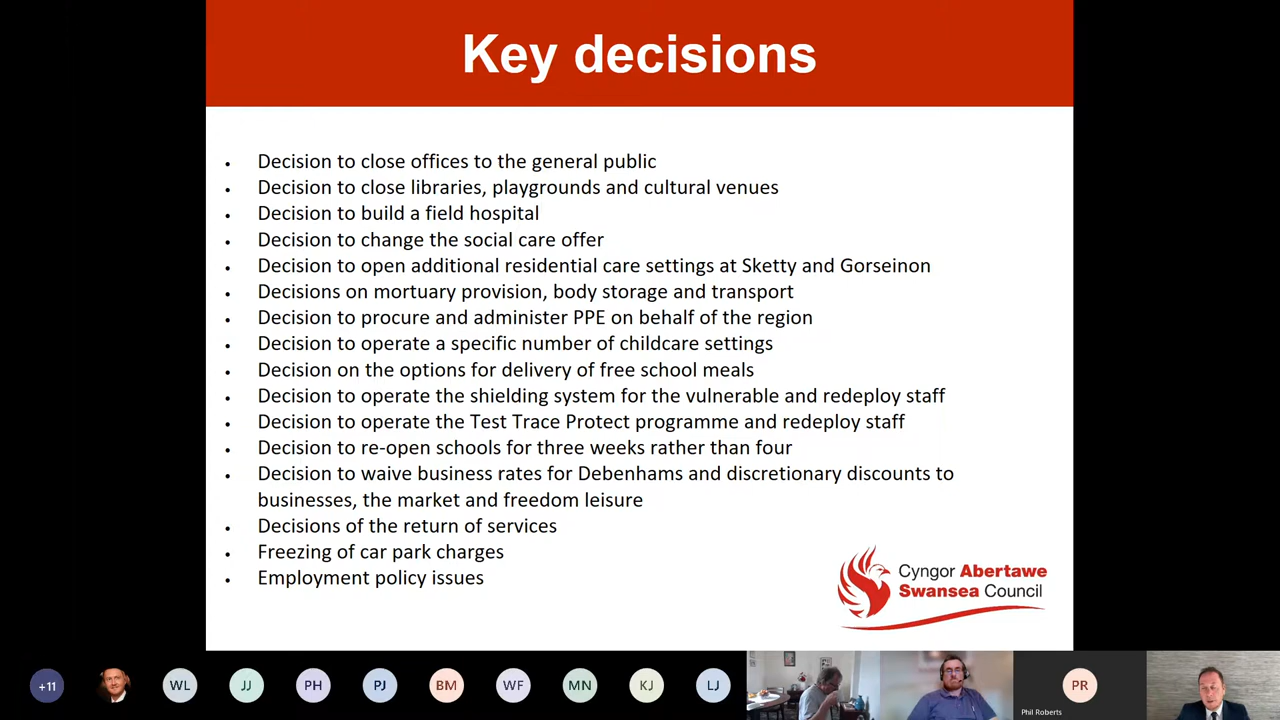 Key decisions
• Decision to close offices to the general public
• Decision to close libraries, playgrounds and cultural venues
• Decision to build a field hospital
• Decision to change the social care offer
• Decision to open additional residential care settings at Sketty and Gorseinon
• Decisions on mortuary provision, body storage and transport
• Decision to procure and administer PPE on behalf of the region
• Decision to operate a specific number of childcare settings
• Decision on the options for delivery of free school meals
• Decision to operate the shielding system for the vulnerable and redeploy staff
• Decision to operate the Test Trace Protect programme and redeploy staff
• Decision to re-open schools for three weeks rather than four
• Decision to waive business rates for Debenhams and discretionary discounts to
businesses, the market and freedom leisure
• Decisions of the return of services
• Freezing of car park charges
• Employment policy issues
Cyngor Abertawe
Swansea Council
+11 WL JJ PH PJ BM WF MN KJ LJ PR
Phil Roberts